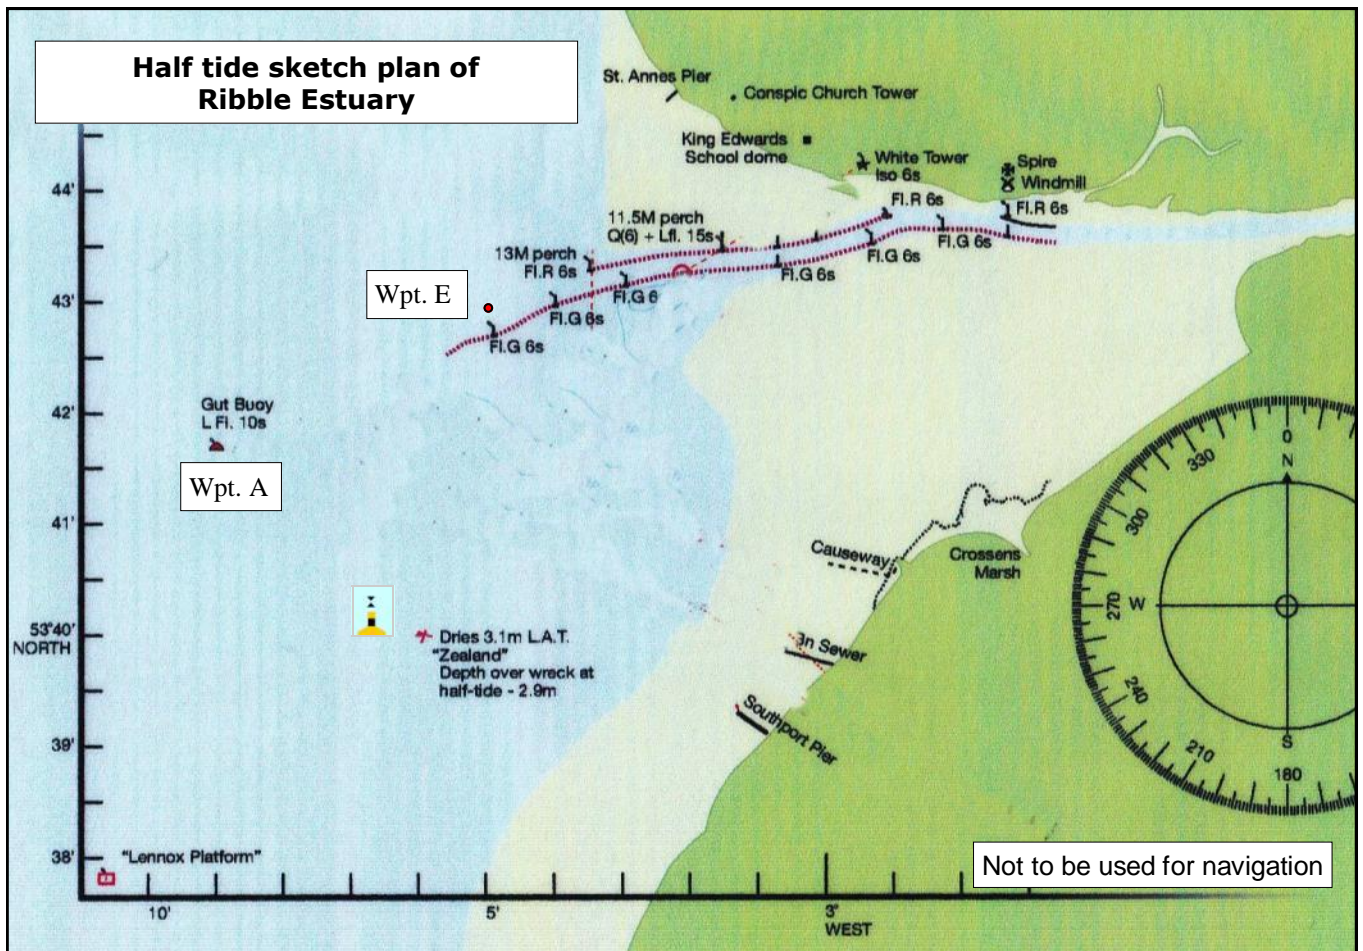 Half tide sketch plan of
Ribble Estuary
St. Annes Pier
Conspic Church Tower
King Edwards
School dome
White Tower
Iso 6s
Spire
Windmill
Fl.R 6s
Fl.R 6s
11.5M perch
Q(6) + Lfl. 15s
13M perch
Fl.R 6s
Fl.G 6s
Fl.G 6s
Fl.G 6s
Fl.G 6
Fl.G 6s
Fl.G 6s
Wpt. E
44'
43'
42'
41'
53°40'
NORTH
39'
38'
Gut Buoy
L Fl. 10s
Wpt. A
Causeway
Crossens
Marsh
Dries 3.1m L.A.T.
"Zealand"
Depth over wreck at
half-tide - 2.9m
3n Sewer
Southport Pier
0
N
330
300
270
W
240
210
S
180
"Lennox Platform"
Not to be used for navigation
10'
5'
3'
WEST